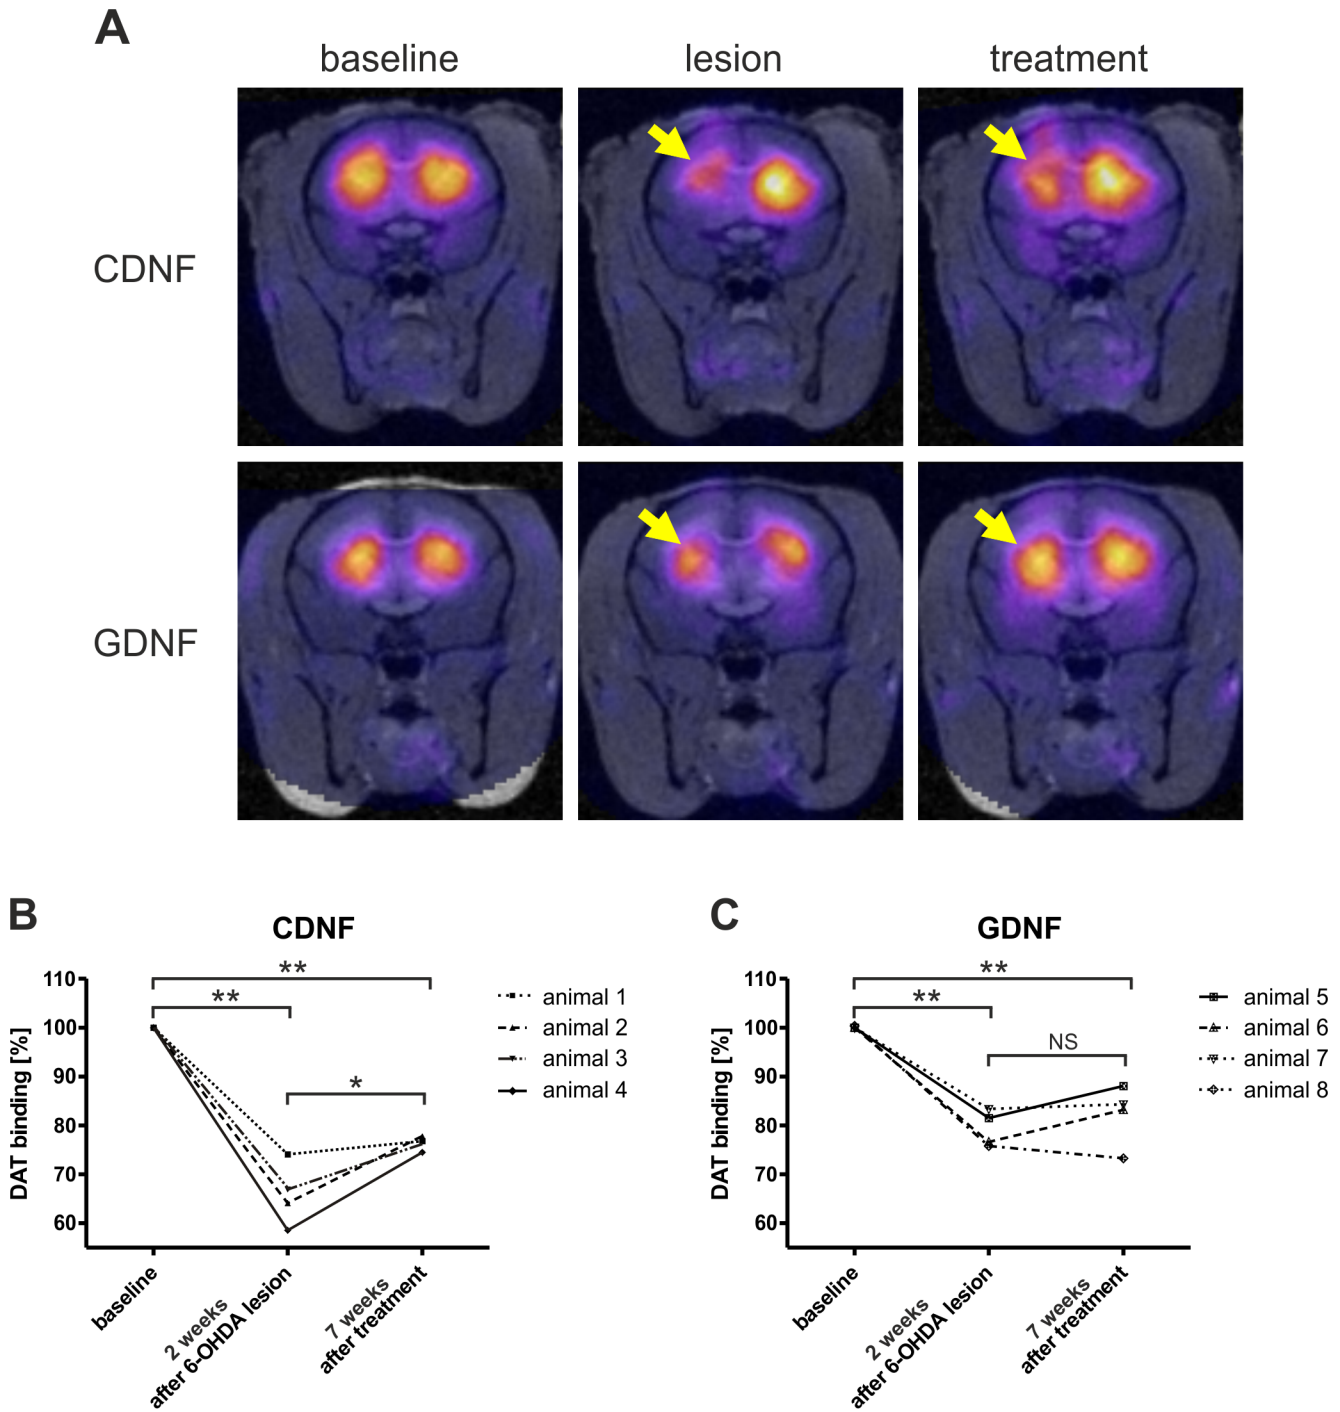 A
baseline lesion treatment
CDNF
GDNF
B
CDNF
DAT binding [%]
110
100
90
80
70
60
**
**
*
animal 1
animal 2
animal 3
animal 4
baseline
2 weeks
after 6-OHDA lesion
7 weeks
after treatment
C
GDNF
DAT binding [%]
110
100
90
80
70
60
**
**
NS
animal 5
animal 6
animal 7
animal 8
baseline
2 weeks
after 6-OHDA lesion
7 weeks
after treatment